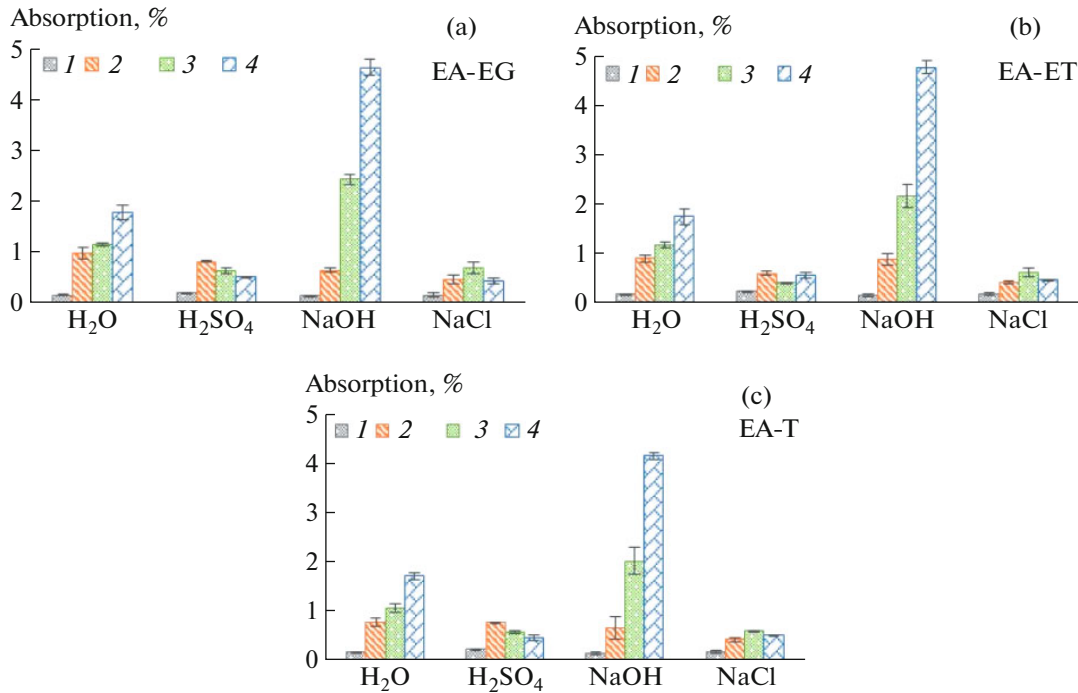 Absorption, %
(a)
5
1 2 3 4
EA-EG
4
3
2
1
0
H₂O H₂SO₄ NaOH NaCl
Absorption, %
(b)
5
1 2 3 4
EA-ET
4
3
2
1
0
H₂O H₂SO₄ NaOH NaCl
Absorption, %
(c)
5
1 2 3 4
EA-T
4
3
2
1
0
H₂O H₂SO₄ NaOH NaCl